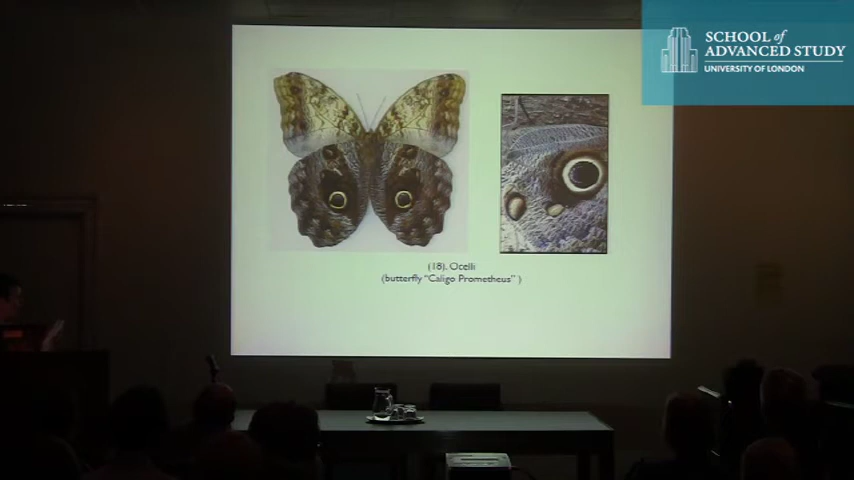 SCHOOL of
ADVANCED STUDY
UNIVERSITY OF LONDON
(18). Ocelli
(butterfly "Caligo Prometheus" )